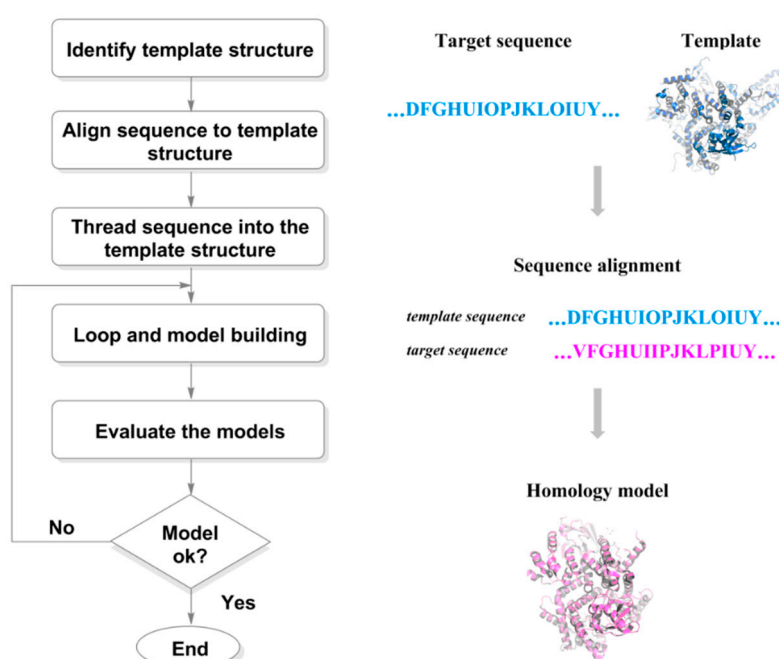 Identify template structure
Align sequence to template
structure
Thread sequence into the
template structure
Loop and model building
Evaluate the models
No
Model
ok?
Yes
End
Target sequence
Template
...DFGHUIOPJKLOIUY...
Sequence alignment
template sequence ...DFGHUIOPJKLOIUY...
target sequence ...VFGHUIIPJKLPIUY...
Homology model